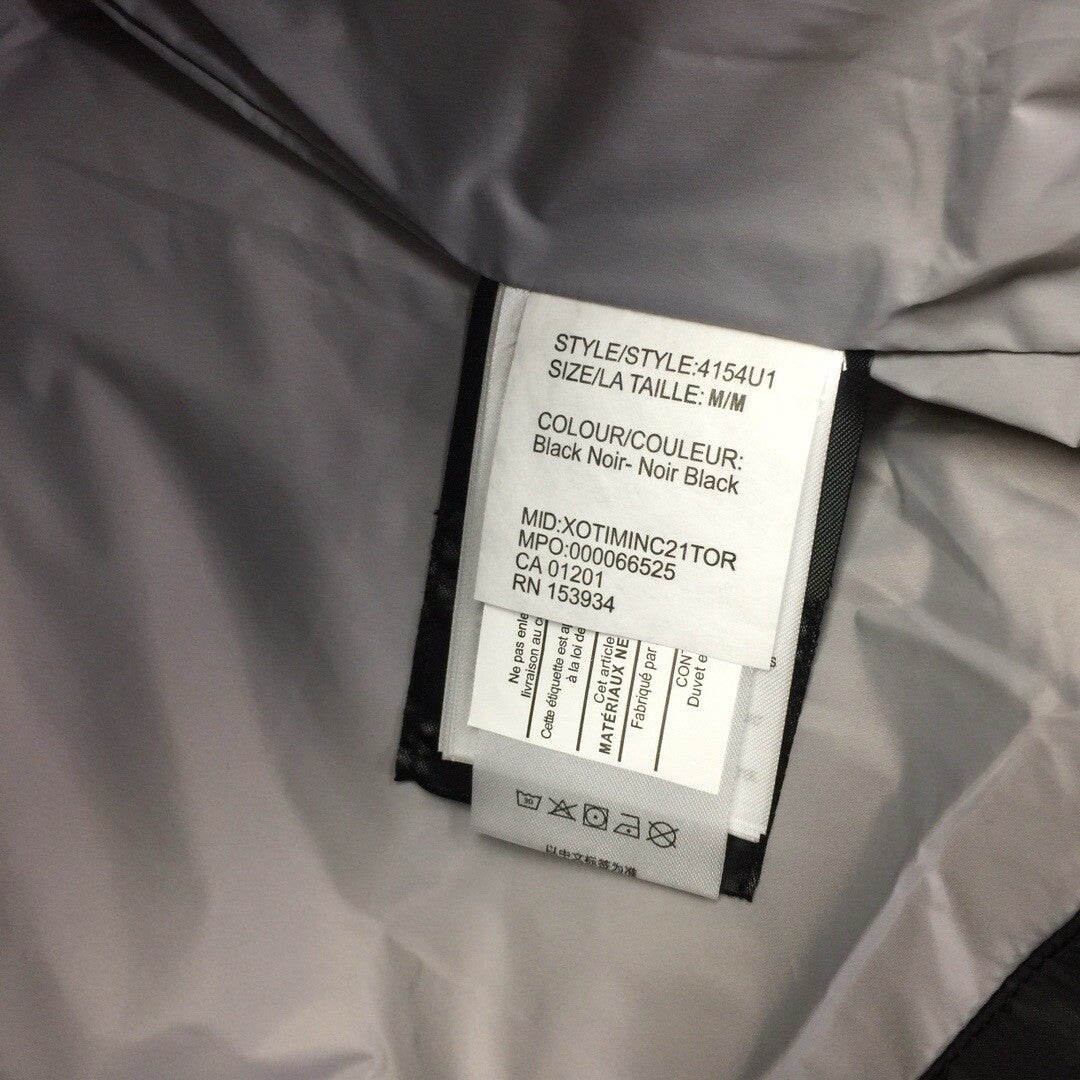 STYLE/STYLE:4154U1
SIZE/LA TAILLE: M/M
COLOUR/COULEUR:
Black Noir- Noir Black
MID:XOTIMINC21TOR
MPO:000066525
CA 01201
RN 153934
Ne pas enle
livraison au c
Cette étiquette est ap
à la loi de
Cet article
MATÉRIAUX NE
Fabriqué par
CON
Duvet e
30
以中文标签为准